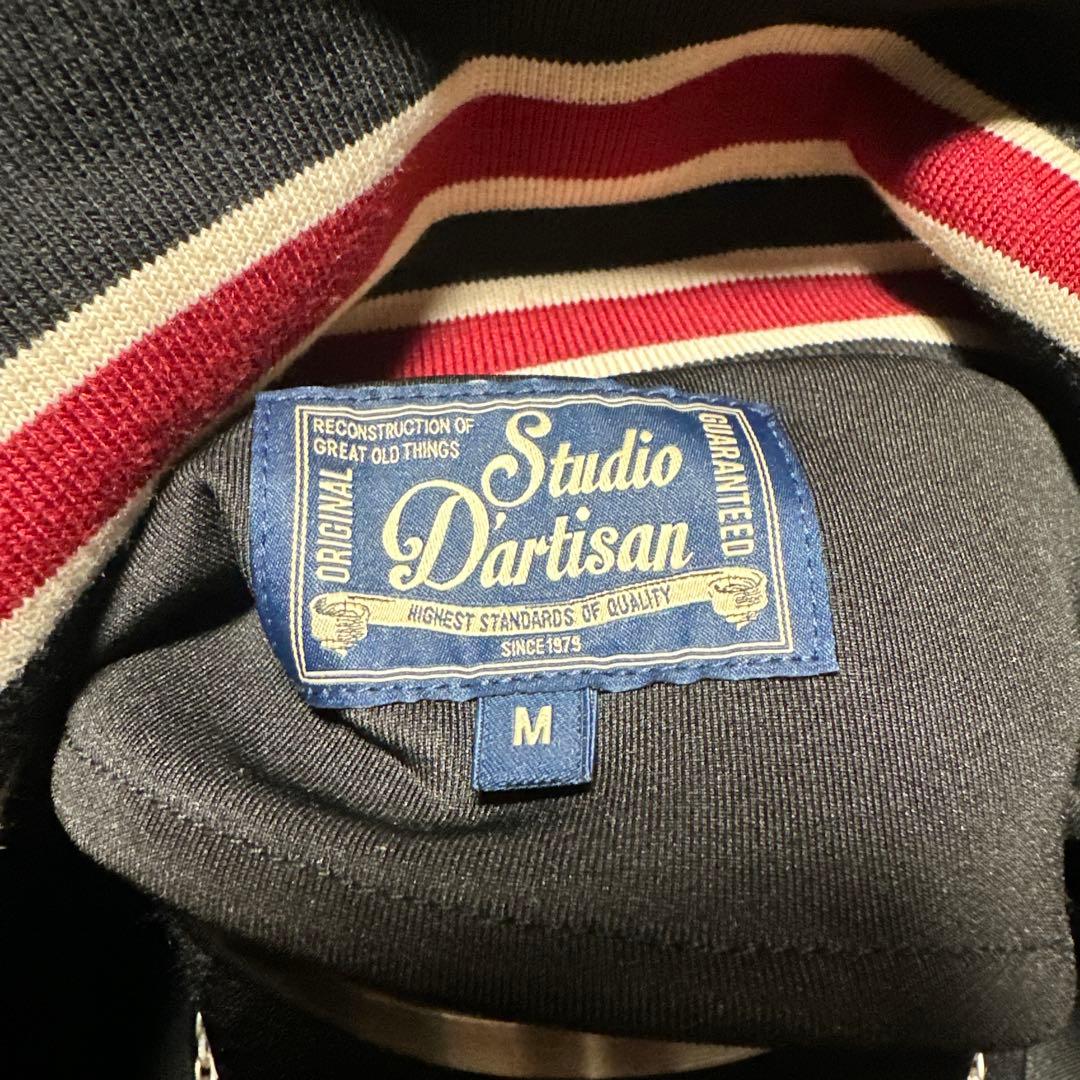 RECONSTRUCTION OF
GREAT OLD THINGS
ORIGINAL
Studio
D'artisan
GUARANTEED
HIGHEST STANDARDS OF QUALITY
SINCE 1979
M